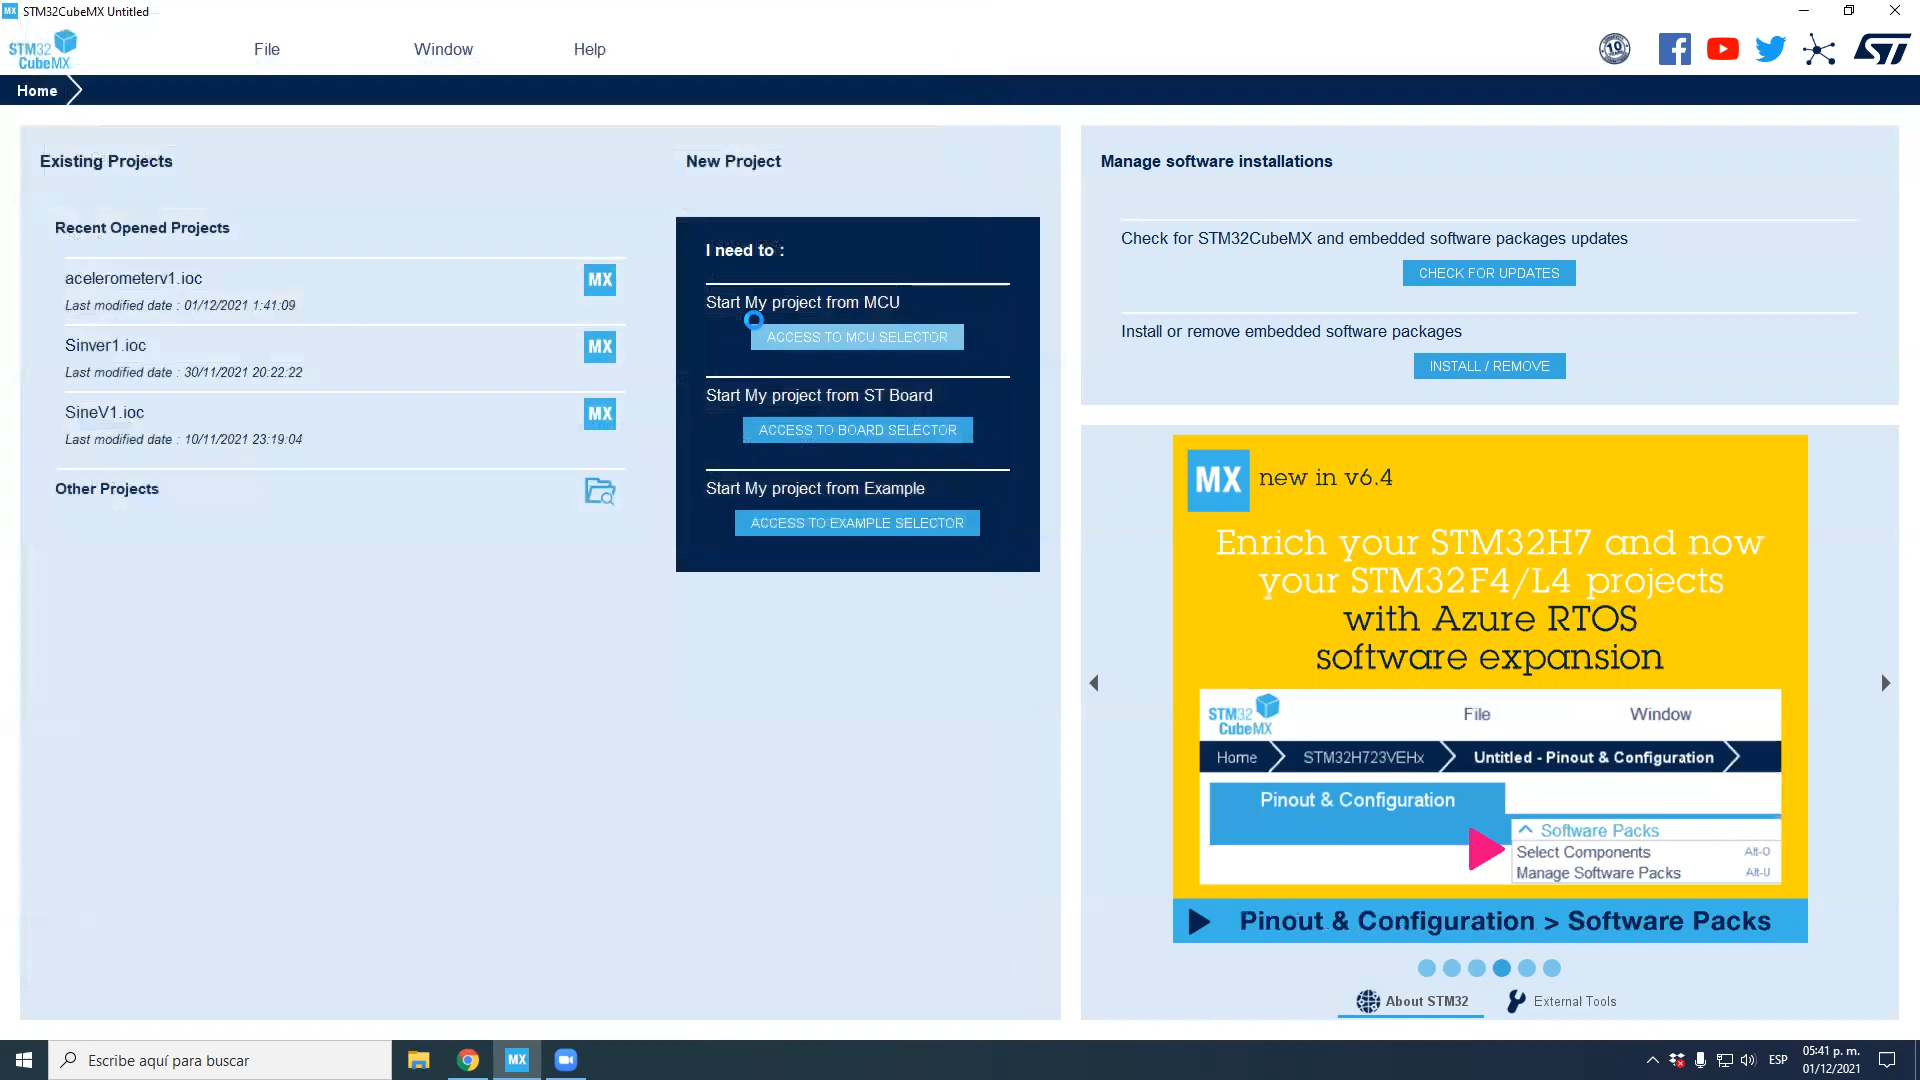 MX STM32CubeMX Untitled
STM32
CubeMX
File
Window
Help
10
ST
Home
Existing Projects
Recent Opened Projects
acelerometerv1.ioc
Last modified date : 01/12/2021 1:41:09
MX
Sinver1.ioc
Last modified date : 30/11/2021 20:22:22
MX
SineV1.ioc
Last modified date : 10/11/2021 23:19:04
MX
Other Projects
New Project
I need to :
Start My project from MCU
ACCESS TO MCU SELECTOR
Start My project from ST Board
ACCESS TO BOARD SELECTOR
Start My project from Example
ACCESS TO EXAMPLE SELECTOR
Manage software installations
Check for STM32CubeMX and embedded software packages updates
CHECK FOR UPDATES
Install or remove embedded software packages
INSTALL / REMOVE
MX new in v6.4
Enrich your STM32H7 and now
your STM32F4/L4 projects
with Azure RTOS
software expansion
STM32
CubeMX
File
Window
Home
STM32H723VEHx
Untitled - Pinout & Configuration
Pinout & Configuration
Software Packs
Select Components Alt-O
Manage Software Packs Alt-U
Pinout & Configuration > Software Packs
About STM32
External Tools
Escribe aquí para buscar
MX
ESP
05:41 p. m.
01/12/2021